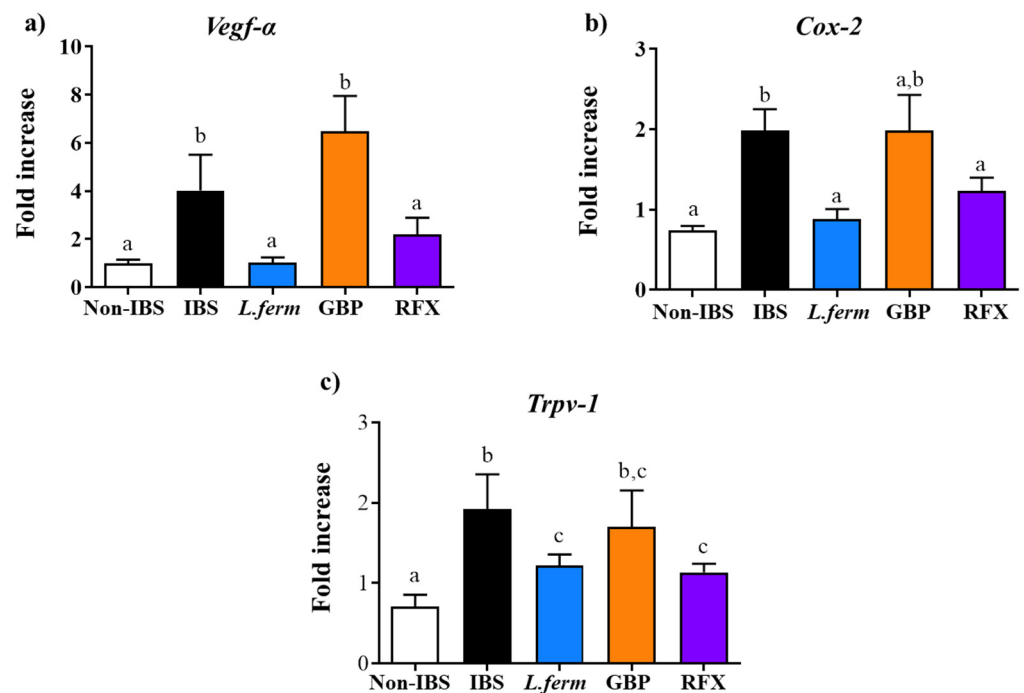 a)
Vegf-α
Fold increase
10
8
6
4
2
0
a
b
a
b
a
Non-IBS IBS L.ferm GBP RFX
b)
Cox-2
Fold increase
3
2
1
0
a
b
a
a,b
a
Non-IBS IBS L.ferm GBP RFX
c)
Trpv-1
Fold increase
3
2
1
0
a
b
c
b,c
c
Non-IBS IBS L.ferm GBP RFX